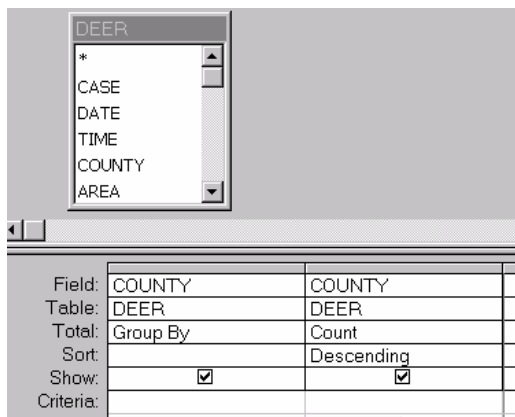 DEER
*
CASE
DATE
TIME
COUNTY
AREA
Field: COUNTY COUNTY
Table: DEER DEER
Total: Group By Count
Sort: Descending
Show:
Criteria: